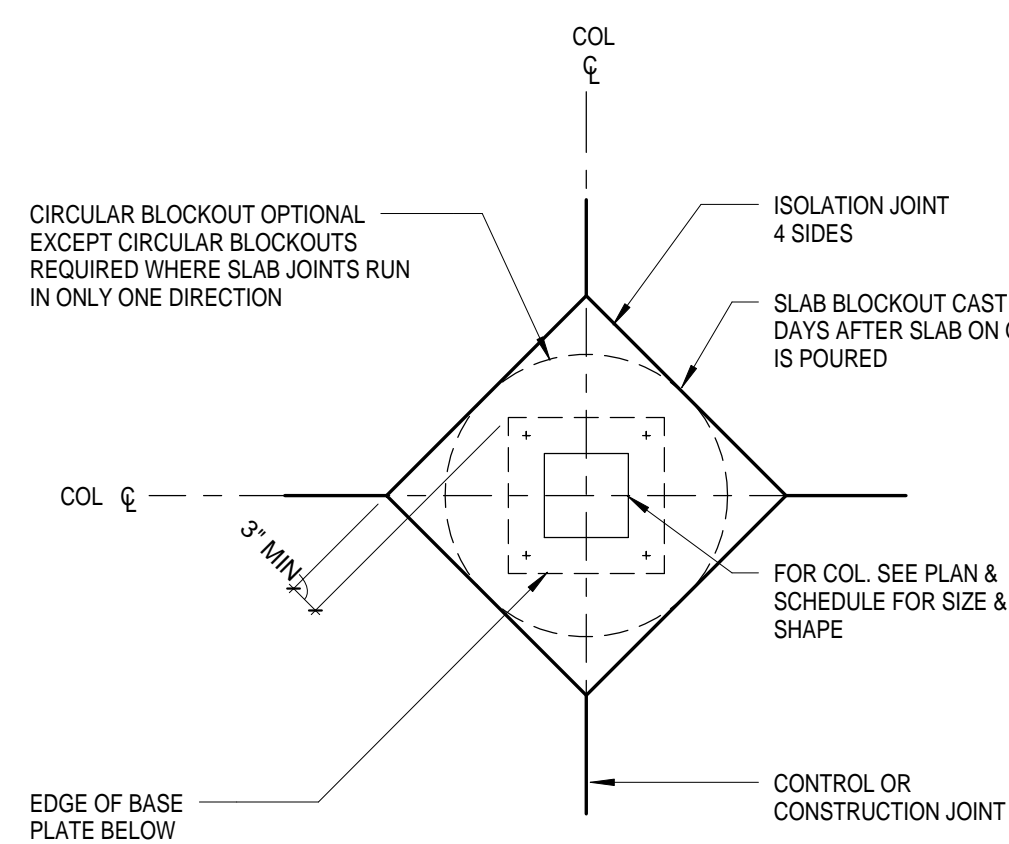 COL
℄
CIRCULAR BLOCKOUT OPTIONAL
EXCEPT CIRCULAR BLOCKOUTS
REQUIRED WHERE SLAB JOINTS RUN
IN ONLY ONE DIRECTION
ISOLATION JOINT
4 SIDES
SLAB BLOCKOUT CAST
DAYS AFTER SLAB ON
IS POURED
COL ℄
3" MIN
FOR COL. SEE PLAN &
SCHEDULE FOR SIZE &
SHAPE
EDGE OF BASE
PLATE BELOW
CONTROL OR
CONSTRUCTION JOINT